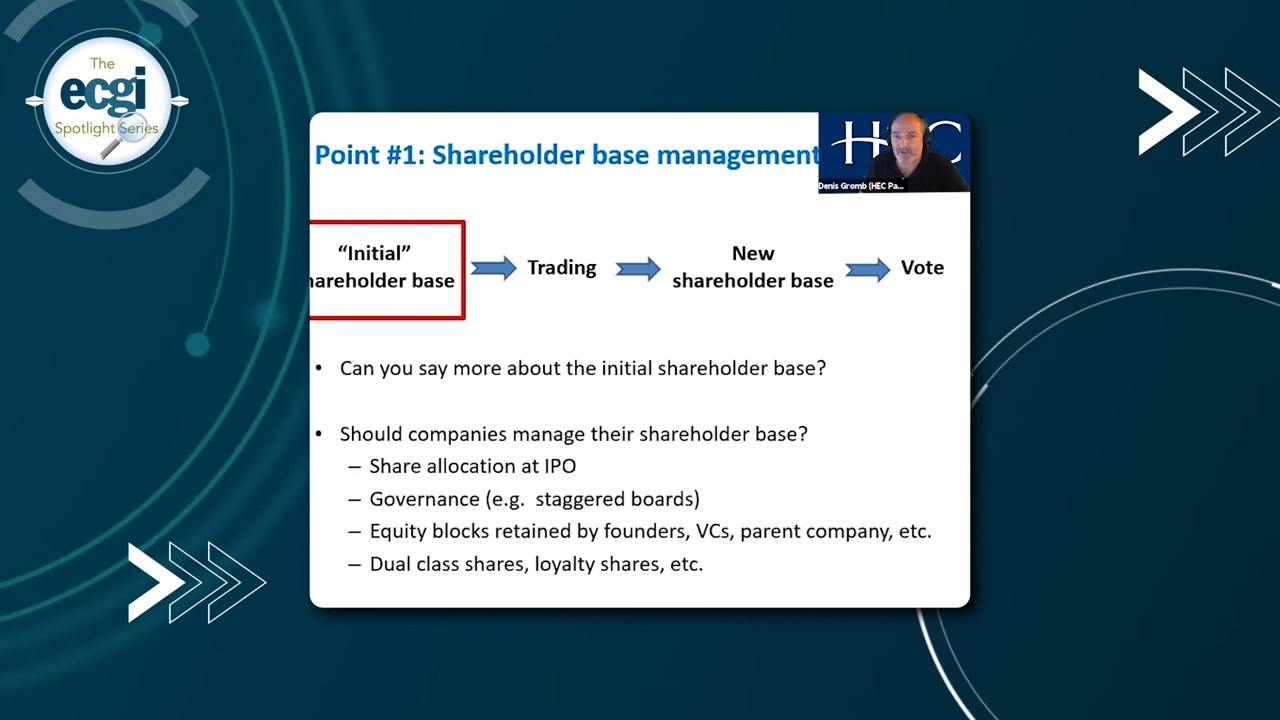 The
ecgi
Spotlight Series
Point #1: Shareholder base management
HEC
Denis Gromb (HEC Pa...
"Initial"
hareholder base
Trading
New
shareholder base
Vote
• Can you say more about the initial shareholder base?
• Should companies manage their shareholder base?
– Share allocation at IPO
– Governance (e.g. staggered boards)
– Equity blocks retained by founders, VCs, parent company, etc.
– Dual class shares, loyalty shares, etc.